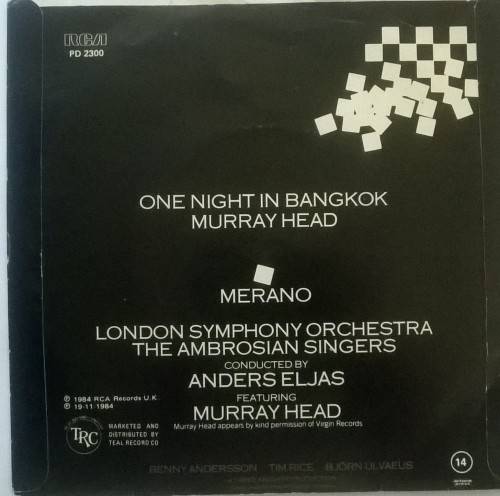 RCA
PD 2300
ONE NIGHT IN BANGKOK
MURRAY HEAD
MERANO
LONDON SYMPHONY ORCHESTRA
THE AMBROSIAN SINGERS
CONDUCTED BY
ANDERS ELJAS
FEATURING
MURRAY HEAD
Murray Head appears by kind permission of Virgin Records
℗ 1984 RCA Records U.K.
℗ 19-11-1984
TRC
MARKETED AND
DISTRIBUTED BY
TEAL RECORD CO
14
BENNY ANDERSSON TIM RICE BJÖRN ULVAEUS